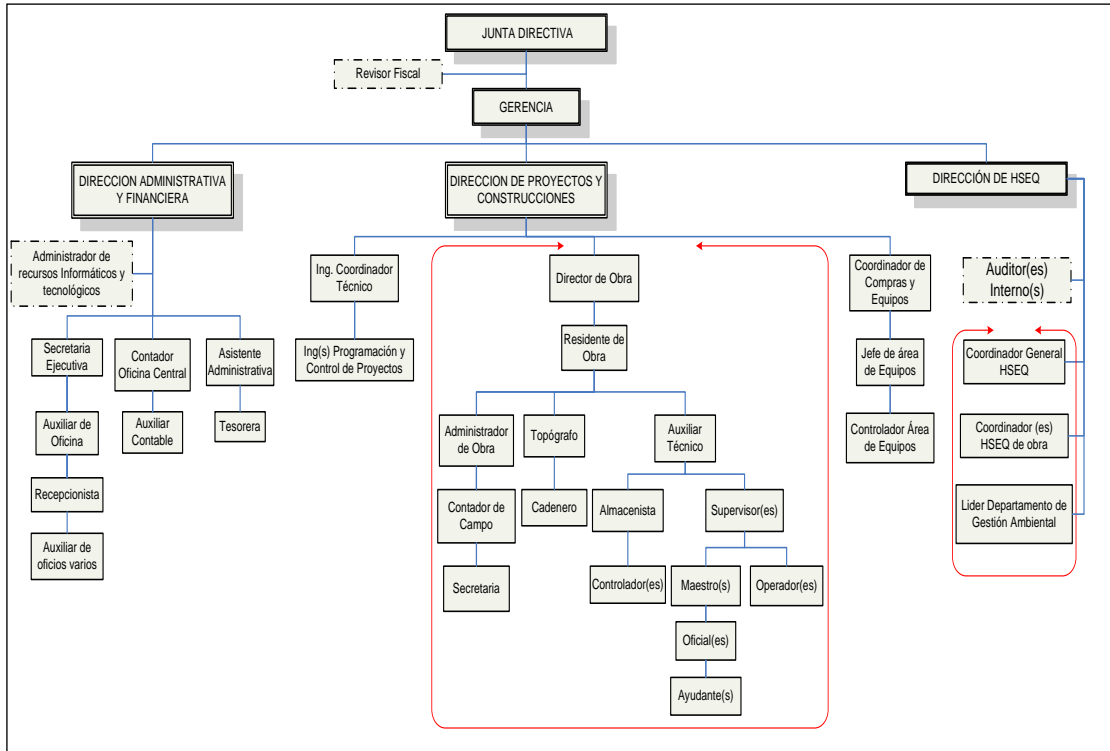 JUNTA DIRECTIVA
Revisor Fiscal
GERENCIA
DIRECCION ADMINISTRATIVA
Y FINANCIERA
DIRECCION DE PROYECTOS Y
CONSTRUCCIONES
DIRECCIÓN DE HSEQ
Administrador de
recursos Informáticos y
tecnológicos
Secretaria
Ejecutiva
Contador
Oficina Central
Asistente
Administrativa
Auxiliar de
Oficina
Auxiliar
Contable
Tesorera
Recepcionista
Auxiliar de
oficios varios
Ing. Coordinador
Técnico
Ing(s) Programación y
Control de Proyectos
Director de Obra
Residente de
Obra
Administrador
de Obra
Topógrafo
Auxiliar
Técnico
Contador de
Campo
Cadenero
Almacenista
Supervisor(es)
Secretaria
Controlador(es)
Maestro(s)
Operador(es)
Oficial(es)
Ayudante(s)
Coordinador de
Compras y
Equipos
Jefe de área
de Equipos
Controlador Área
de Equipos
Auditor(es)
Interno(s)
Coordinador General
HSEQ
Coordinador (es)
HSEQ de obra
Lider Departamento de
Gestión Ambiental